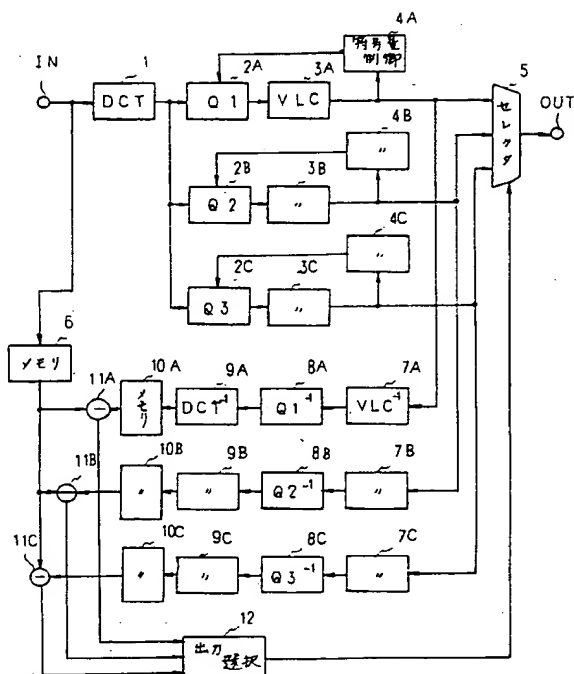 IN
1
DCT
2A
Q1
3A
VLC
4A
符号量
制御
5
セレクタ
OUT
2B
Q2
3B
〃
4B
〃
2C
Q3
3C
〃
4C
〃
6
メモリ
11A
−
10A
メモリ
9A
DCT⁻¹
8A
Q1⁻¹
7A
VLC⁻¹
11B
−
10B
〃
9B
〃
8B
Q2⁻¹
7B
〃
11C
−
10C
〃
9C
〃
8C
Q3⁻¹
7C
〃
12
出力
選択